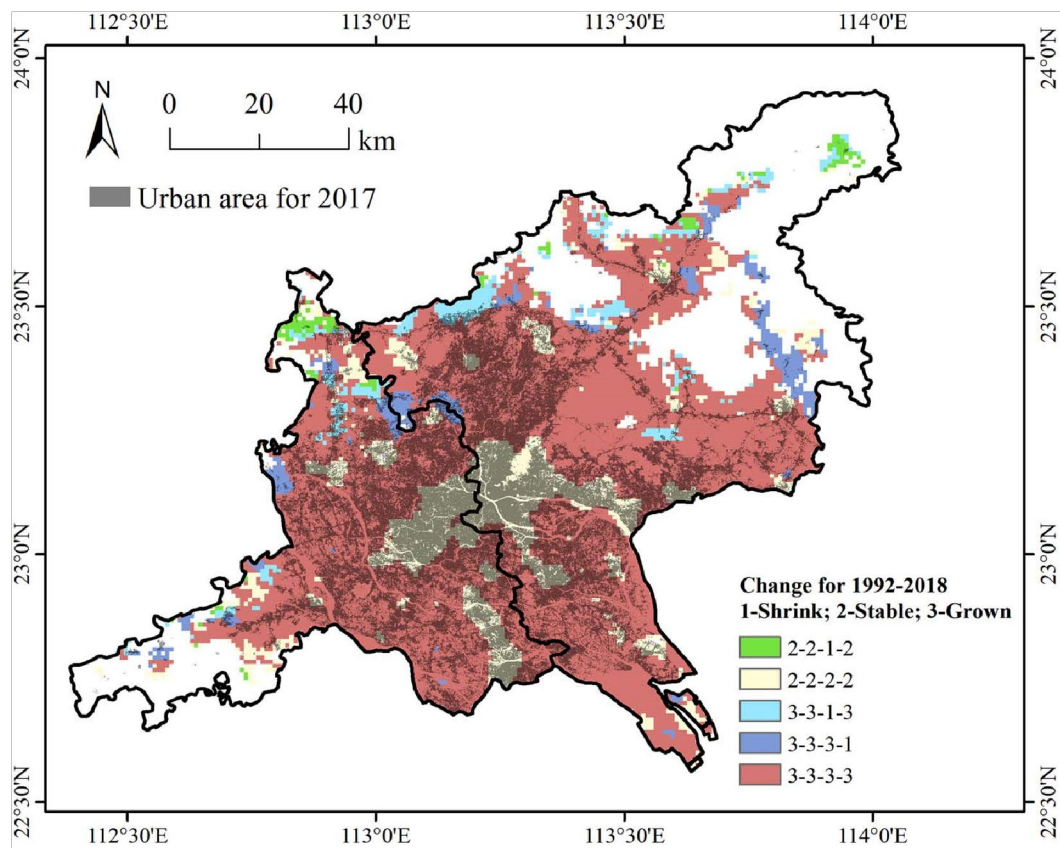 112°30'E 113°0'E 113°30'E 114°0'E
24°0'N
24°0'N
N
0 20 40
km
Urban area for 2017
23°30'N
23°30'N
23°0'N
23°0'N
Change for 1992-2018
1-Shrink; 2-Stable; 3-Grown
2-2-1-2
2-2-2-2
3-3-1-3
3-3-3-1
3-3-3-3
22°30'N
22°30'N
112°30'E 113°0'E 113°30'E 114°0'E